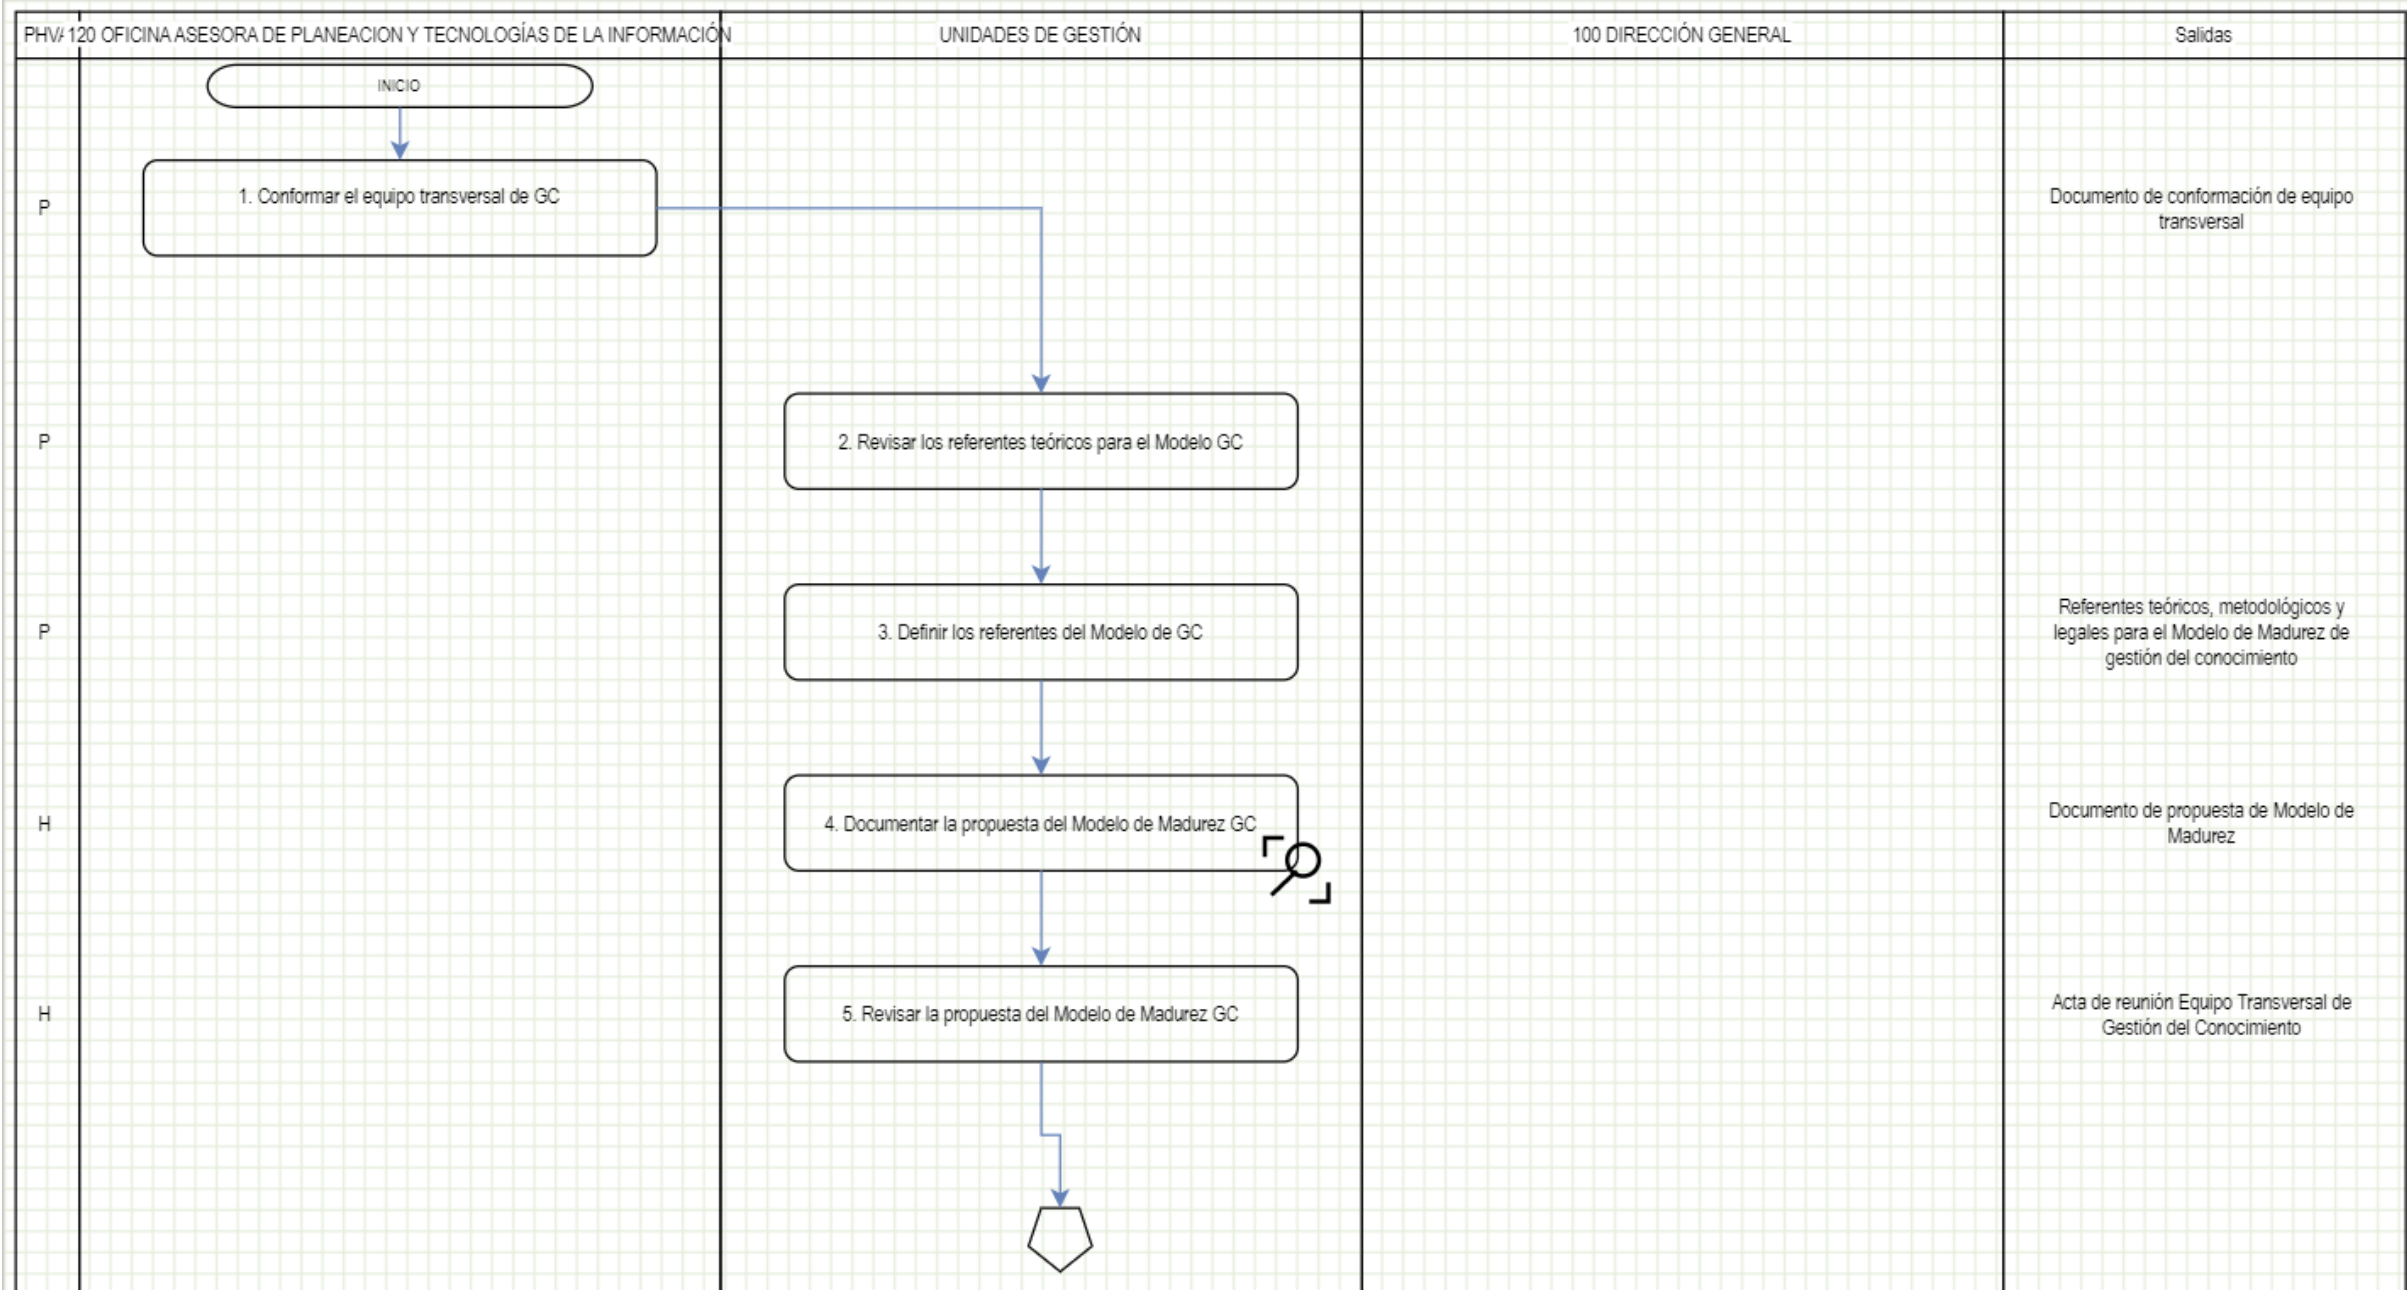 PHVA 120 OFICINA ASESORA DE PLANEACION Y TECNOLOGÍAS DE LA INFORMACIÓN
UNIDADES DE GESTIÓN
100 DIRECCIÓN GENERAL
Salidas
INICIO
P
1. Conformar el equipo transversal de GC
Documento de conformación de equipo
transversal
P
2. Revisar los referentes teóricos para el Modelo GC
P
3. Definir los referentes del Modelo de GC
Referentes teóricos, metodológicos y
legales para el Modelo de Madurez de
gestión del conocimiento
H
4. Documentar la propuesta del Modelo de Madurez GC
Documento de propuesta de Modelo de
Madurez
H
5. Revisar la propuesta del Modelo de Madurez GC
Acta de reunión Equipo Transversal de
Gestión del Conocimiento